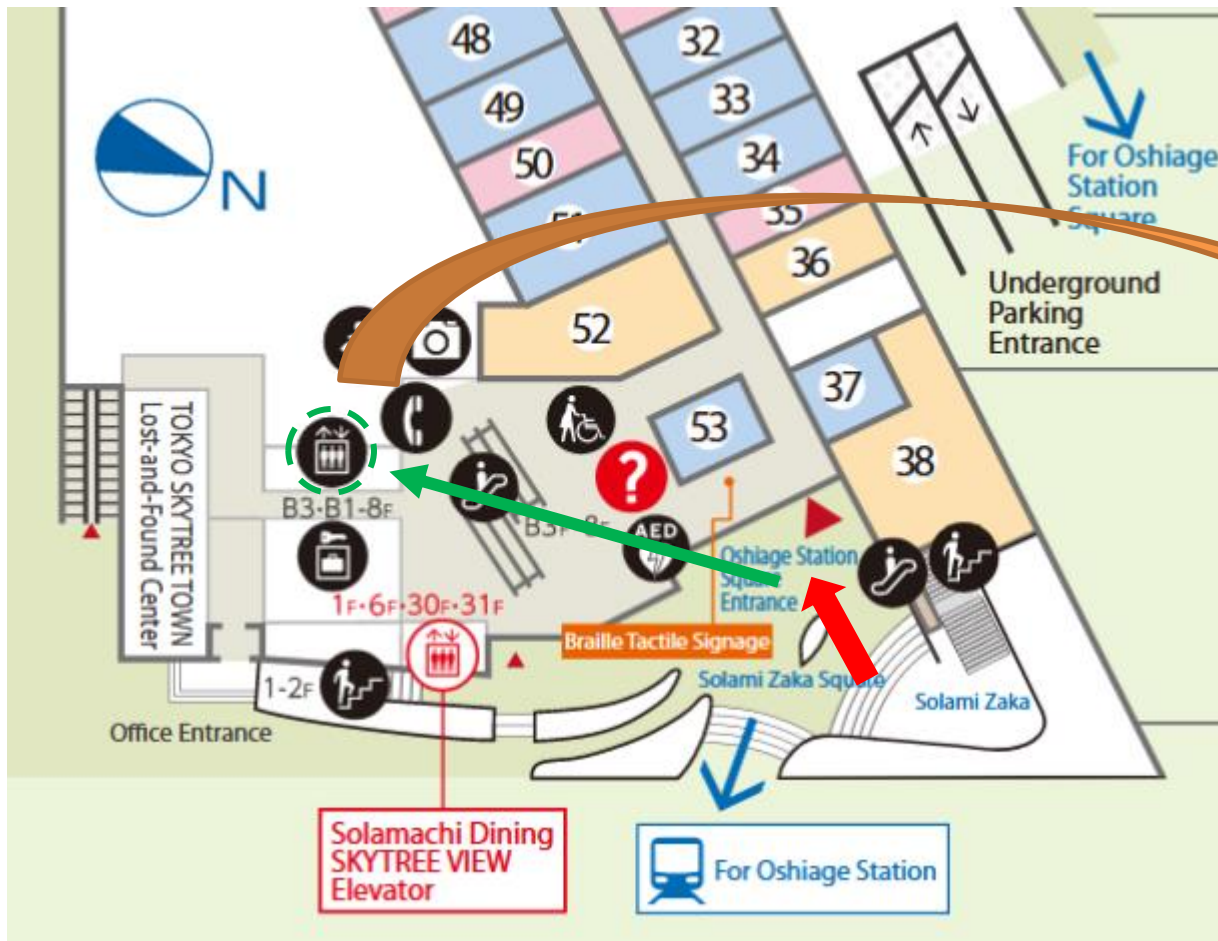 48
49
50
51
52
32
33
34
35
36
37
38
53
N
For Oshiage
Station
Square
Underground
Parking
Entrance
TOKYO SKYTREE TOWN
Lost-and-Found Center
B3·B1-8F
B3F-8F
?
AED
Oshiage Station
Square
Entrance
1F·6F·30F·31F
Braille Tactile Signage
Solami Zaka Square
Solami Zaka
1-2F
Office Entrance
Solamachi Dining
SKYTREE VIEW
Elevator
For Oshiage Station